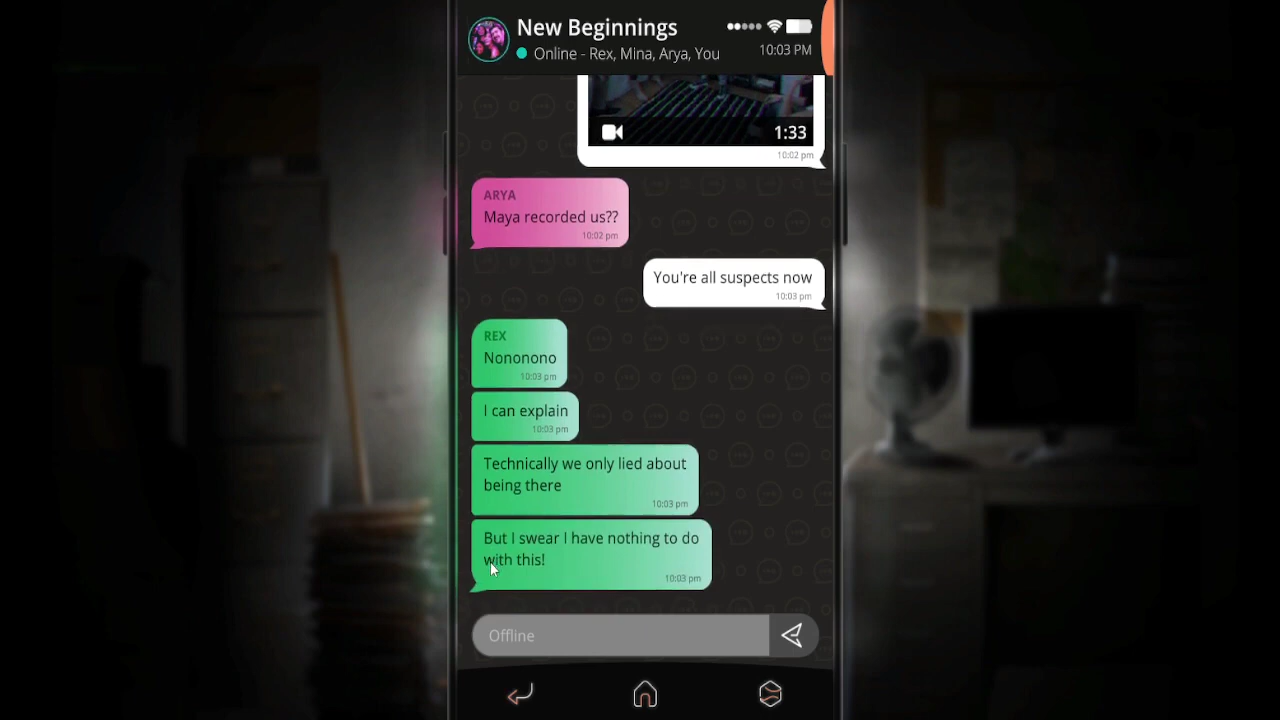 New Beginnings
Online - Rex, Mina, Arya, You
10:03 PM
1:33
10:02 pm
ARYA
Maya recorded us??
10:02 pm
You're all suspects now
10:03 pm
REX
Nononono
10:03 pm
I can explain
10:03 pm
Technically we only lied about
being there
10:03 pm
But I swear I have nothing to do
with this!
10:03 pm
Offline